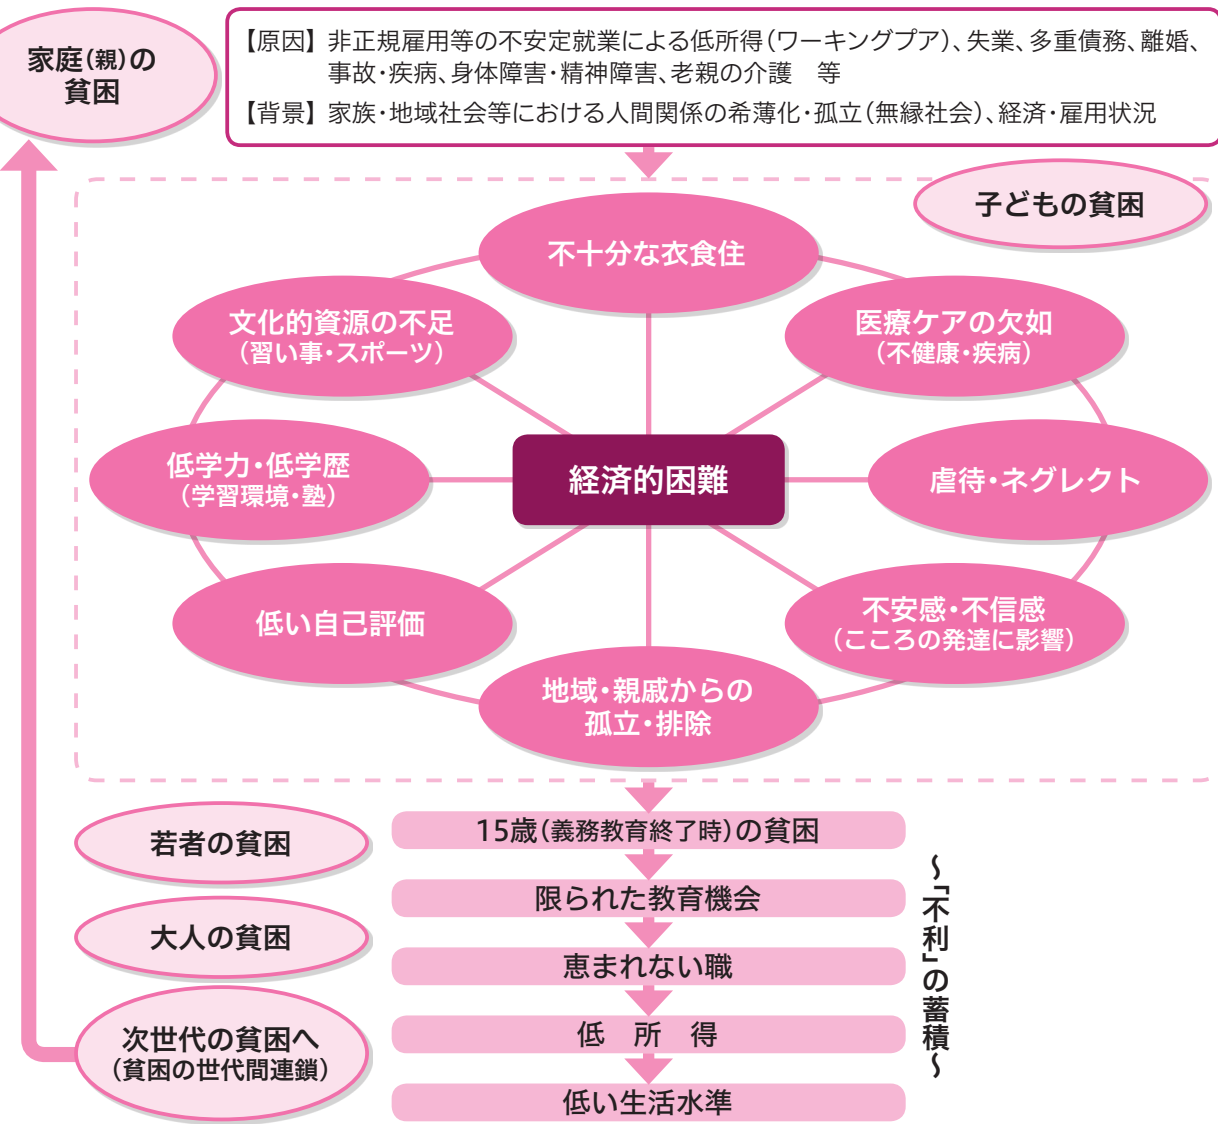 家庭(親)の
貧困
【原因】非正規雇用等の不安定就業による低所得(ワーキングプア)、失業、多重債務、離婚、
事故・疾病、身体障害・精神障害、老親の介護　等
【背景】家族・地域社会等における人間関係の希薄化・孤立(無縁社会)、経済・雇用状況
子どもの貧困
不十分な衣食住
文化的資源の不足
(習い事・スポーツ)
医療ケアの欠如
(不健康・疾病)
低学力・低学歴
(学習環境・塾)
経済的困難
虐待・ネグレクト
低い自己評価
不安感・不信感
(こころの発達に影響)
地域・親戚からの
孤立・排除
若者の貧困
大人の貧困
次世代の貧困へ
(貧困の世代間連鎖)
15歳(義務教育終了時)の貧困
限られた教育機会
恵まれない職
低　所　得
低い生活水準
～「不利」の蓄積～